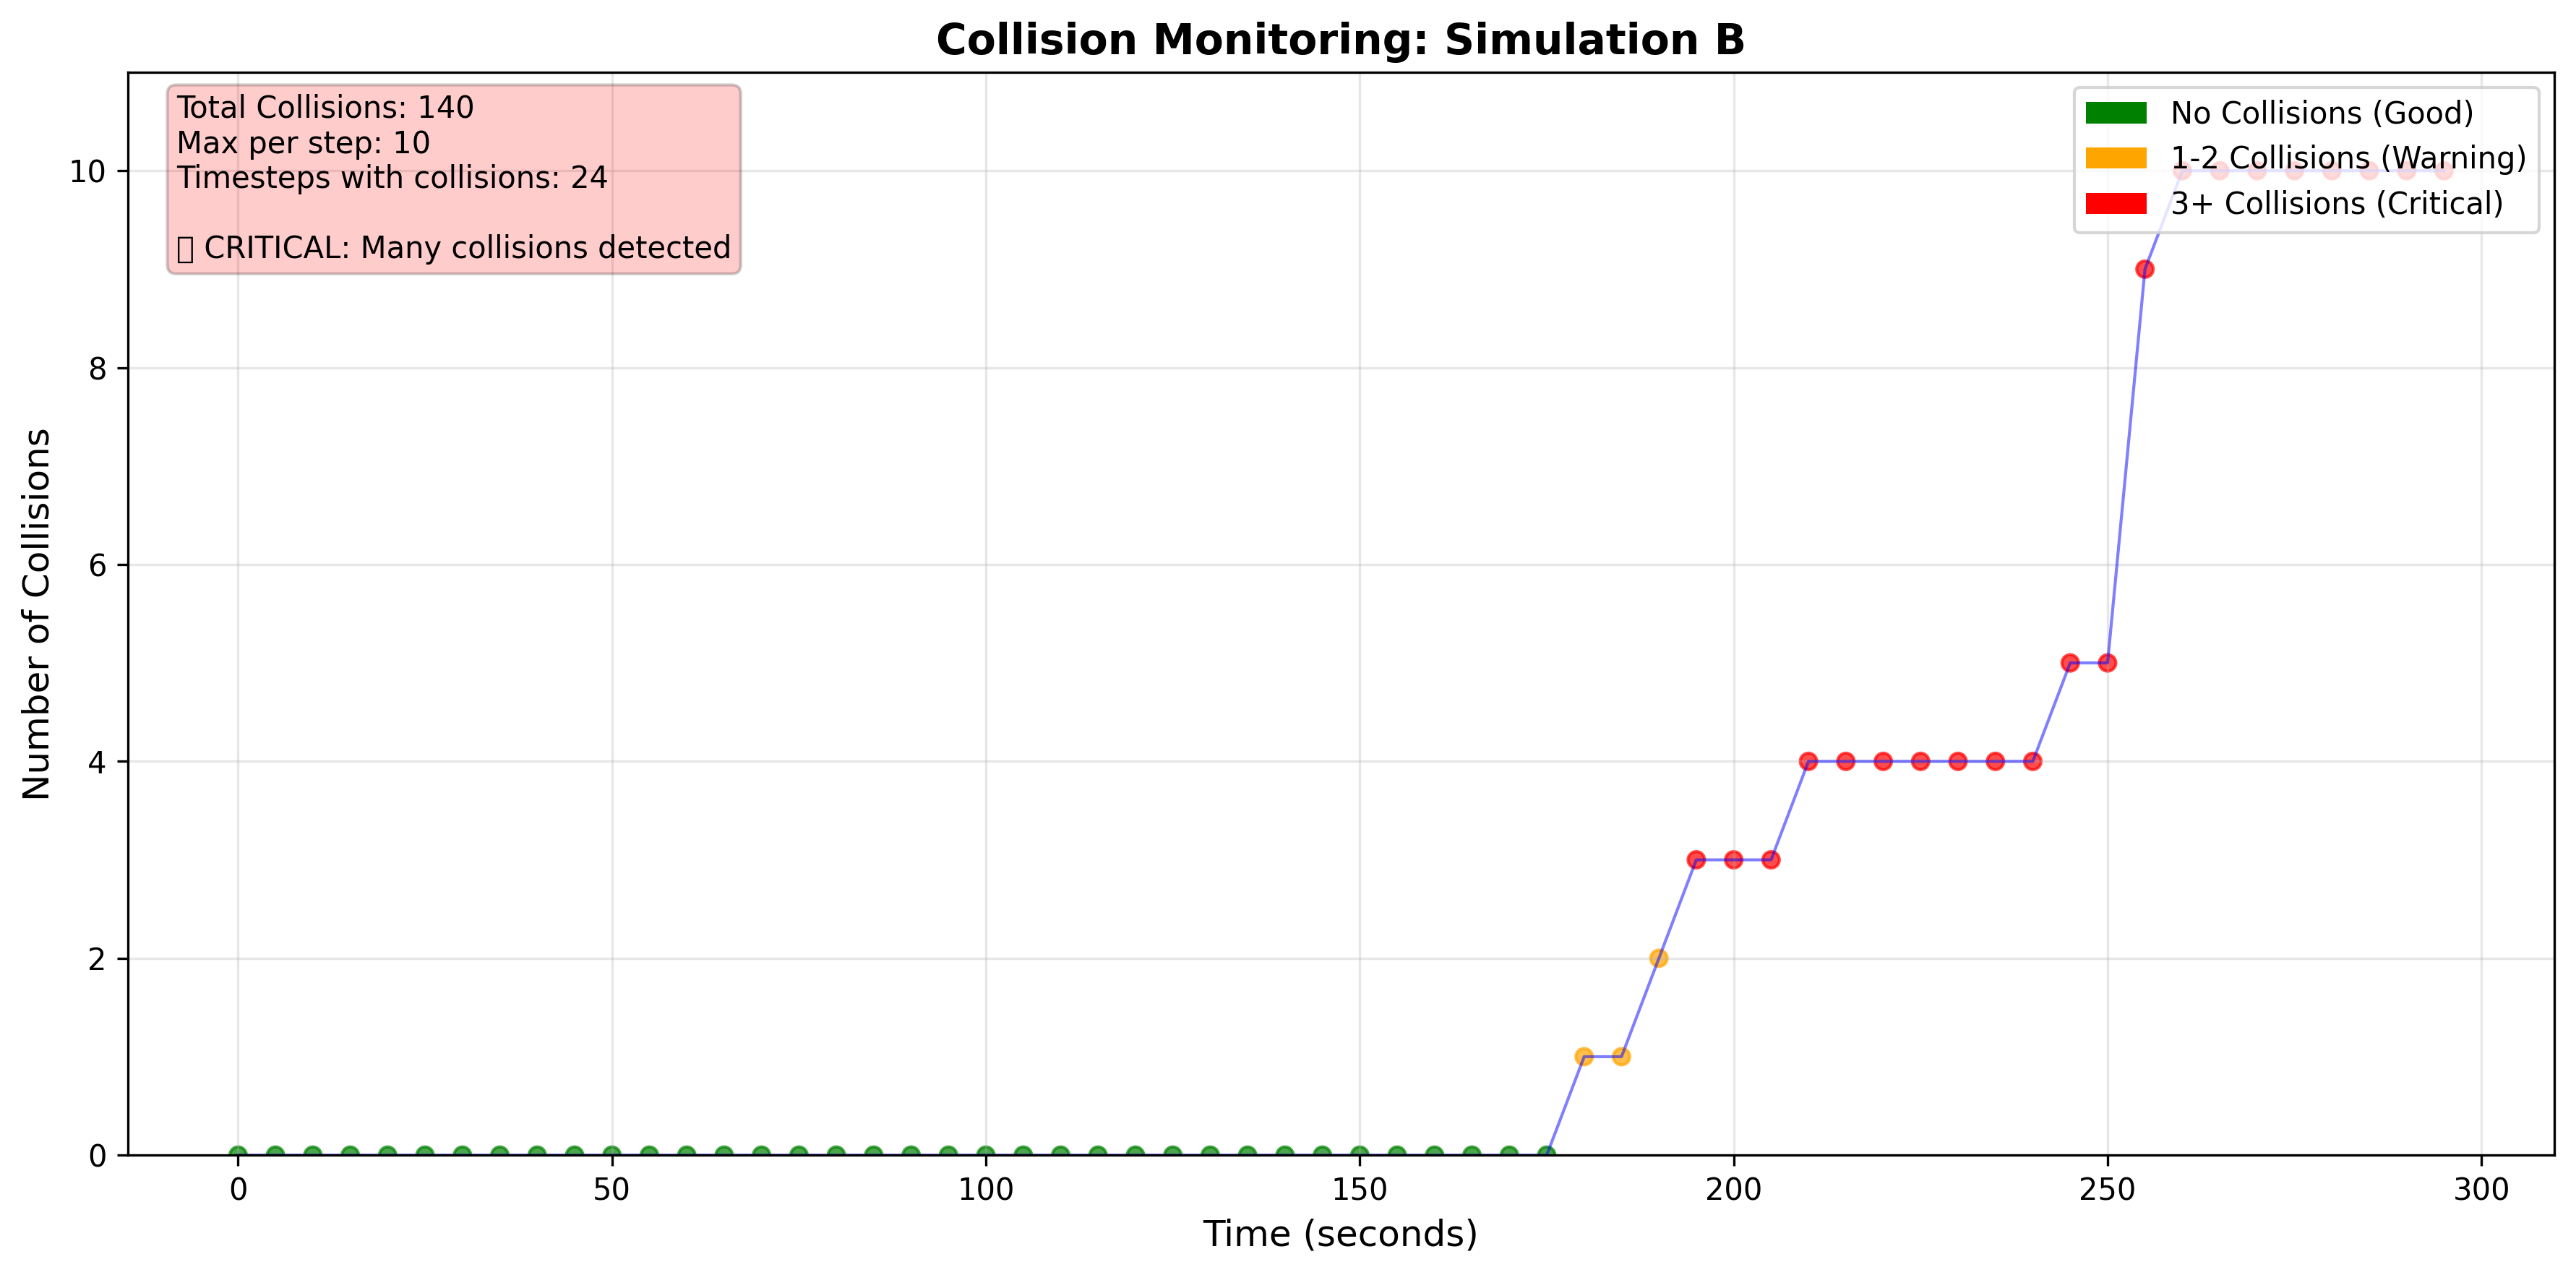 Collision Monitoring: Simulation B
Total Collisions: 140
Max per step: 10
Timesteps with collisions: 24
CRITICAL: Many collisions detected
No Collisions (Good)
1-2 Collisions (Warning)
3+ Collisions (Critical)
Number of Collisions
10
8
6
4
2
0
0 50 100 150 200 250 300
Time (seconds)